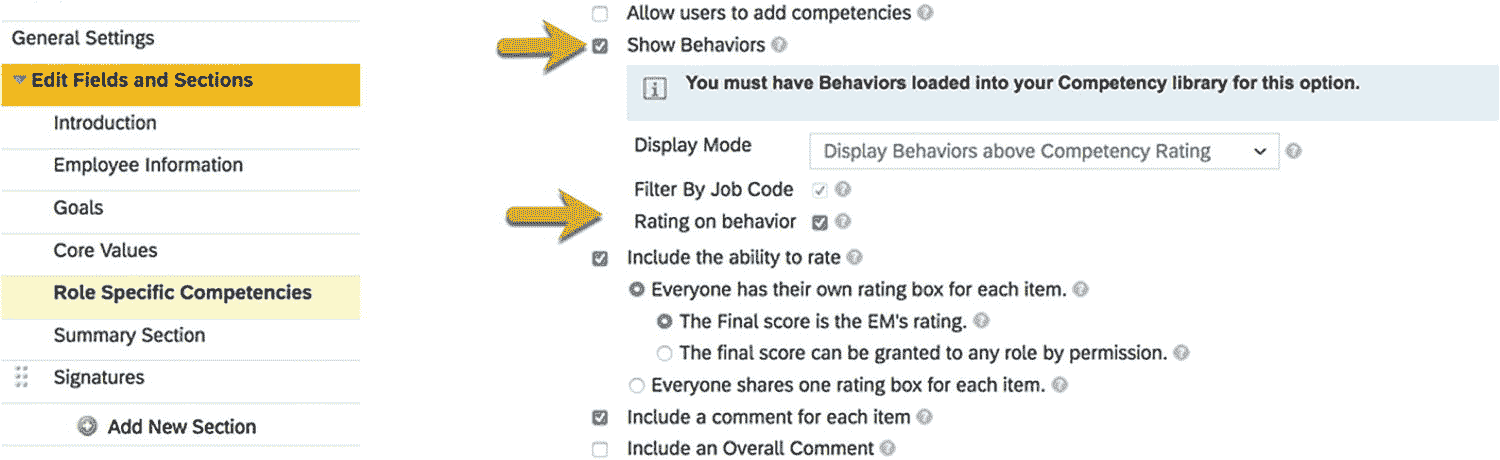 General Settings
Edit Fields and Sections
Introduction
Employee Information
Goals
Core Values
Role Specific Competencies
Summary Section
Signatures
Add New Section
Allow users to add competencies
Show Behaviors
You must have Behaviors loaded into your Competency library for this option.
Display Mode Display Behaviors above Competency Rating
Filter By Job Code
Rating on behavior
Include the ability to rate
Everyone has their own rating box for each item.
The Final score is the EM's rating.
The final score can be granted to any role by permission.
Everyone shares one rating box for each item.
Include a comment for each item
Include an Overall Comment